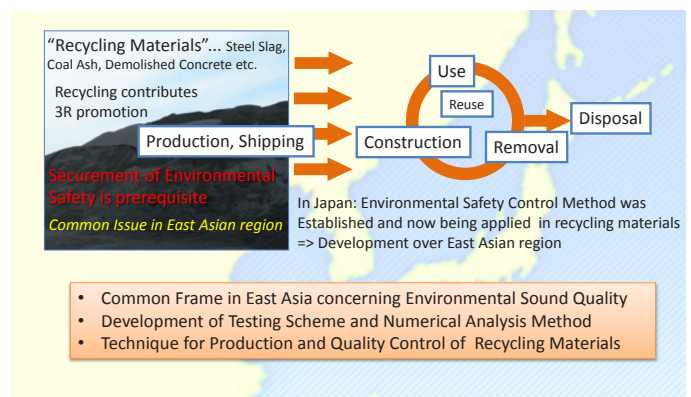 “Recycling Materials”... Steel Slag,
Coal Ash, Demolished Concrete etc.
Recycling contributes
3R promotion
Production, Shipping
Securement of Environmental
Safety is prerequisite
Common Issue in East Asian region
Use
Reuse
Construction
Removal
Disposal
In Japan: Environmental Safety Control Method was
Established and now being applied in recycling materials
=> Development over East Asian region
• Common Frame in East Asia concerning Environmental Sound Quality
• Development of Testing Scheme and Numerical Analysis Method
• Technique for Production and Quality Control of Recycling Materials